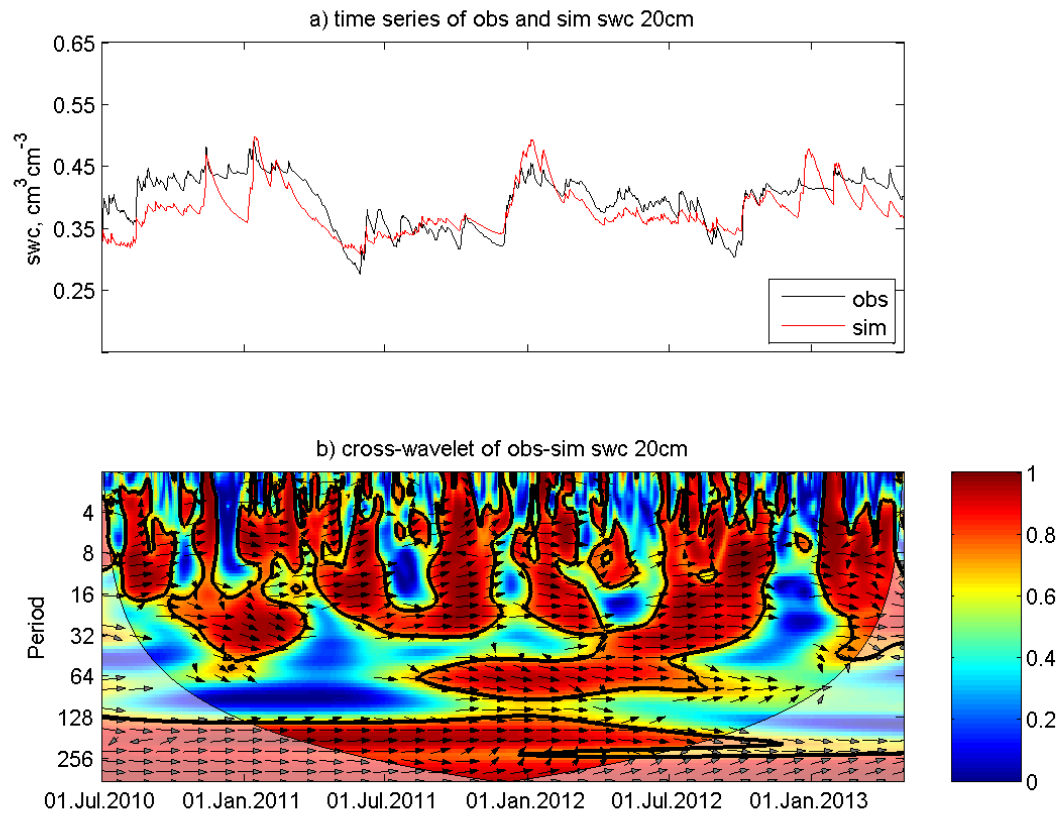 a) time series of obs and sim swc 20cm
0.65
0.55
0.45
0.35
0.25
swc, cm³ cm⁻³
obs
sim
b) cross-wavelet of obs-sim swc 20cm
4
8
16
32
64
128
256
Period
01.Jul.2010 01.Jan.2011 01.Jul.2011 01.Jan.2012 01.Jul.2012 01.Jan.2013
1
0.8
0.6
0.4
0.2
0